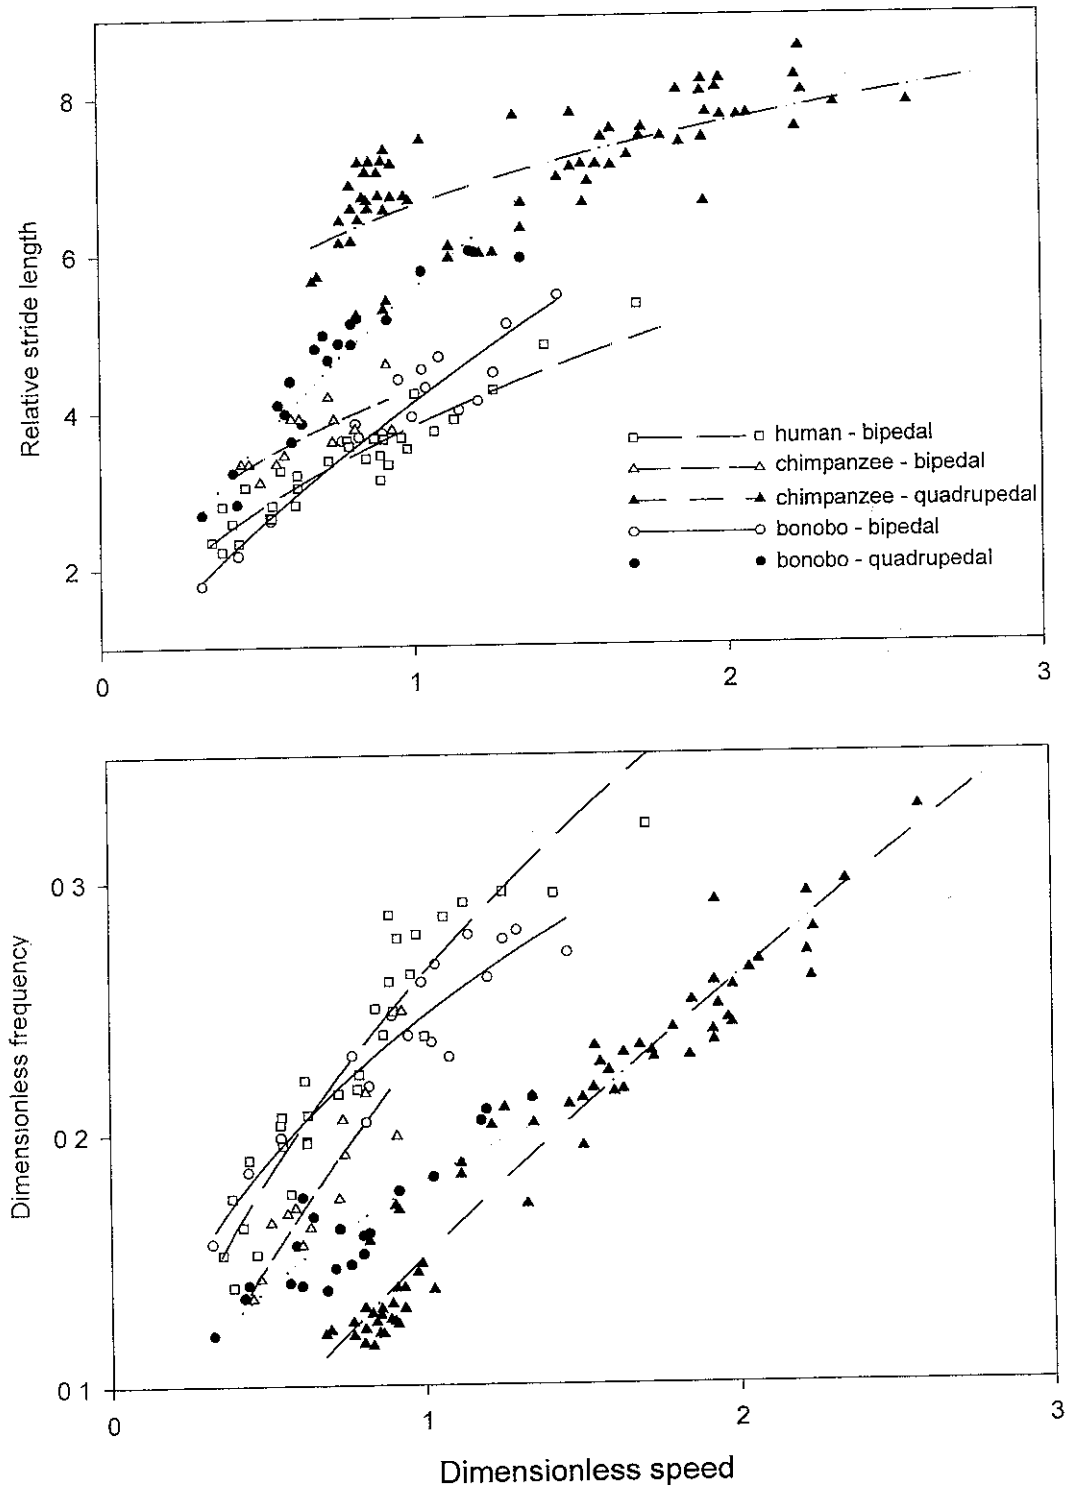 8
6
4
2
Relative stride length
human - bipedal
chimpanzee - bipedal
chimpanzee - quadrupedal
bonobo - bipedal
bonobo - quadrupedal
0
1
2
3
0 3
0 2
0 1
Dimensionless frequency
0
1
2
3
Dimensionless speed